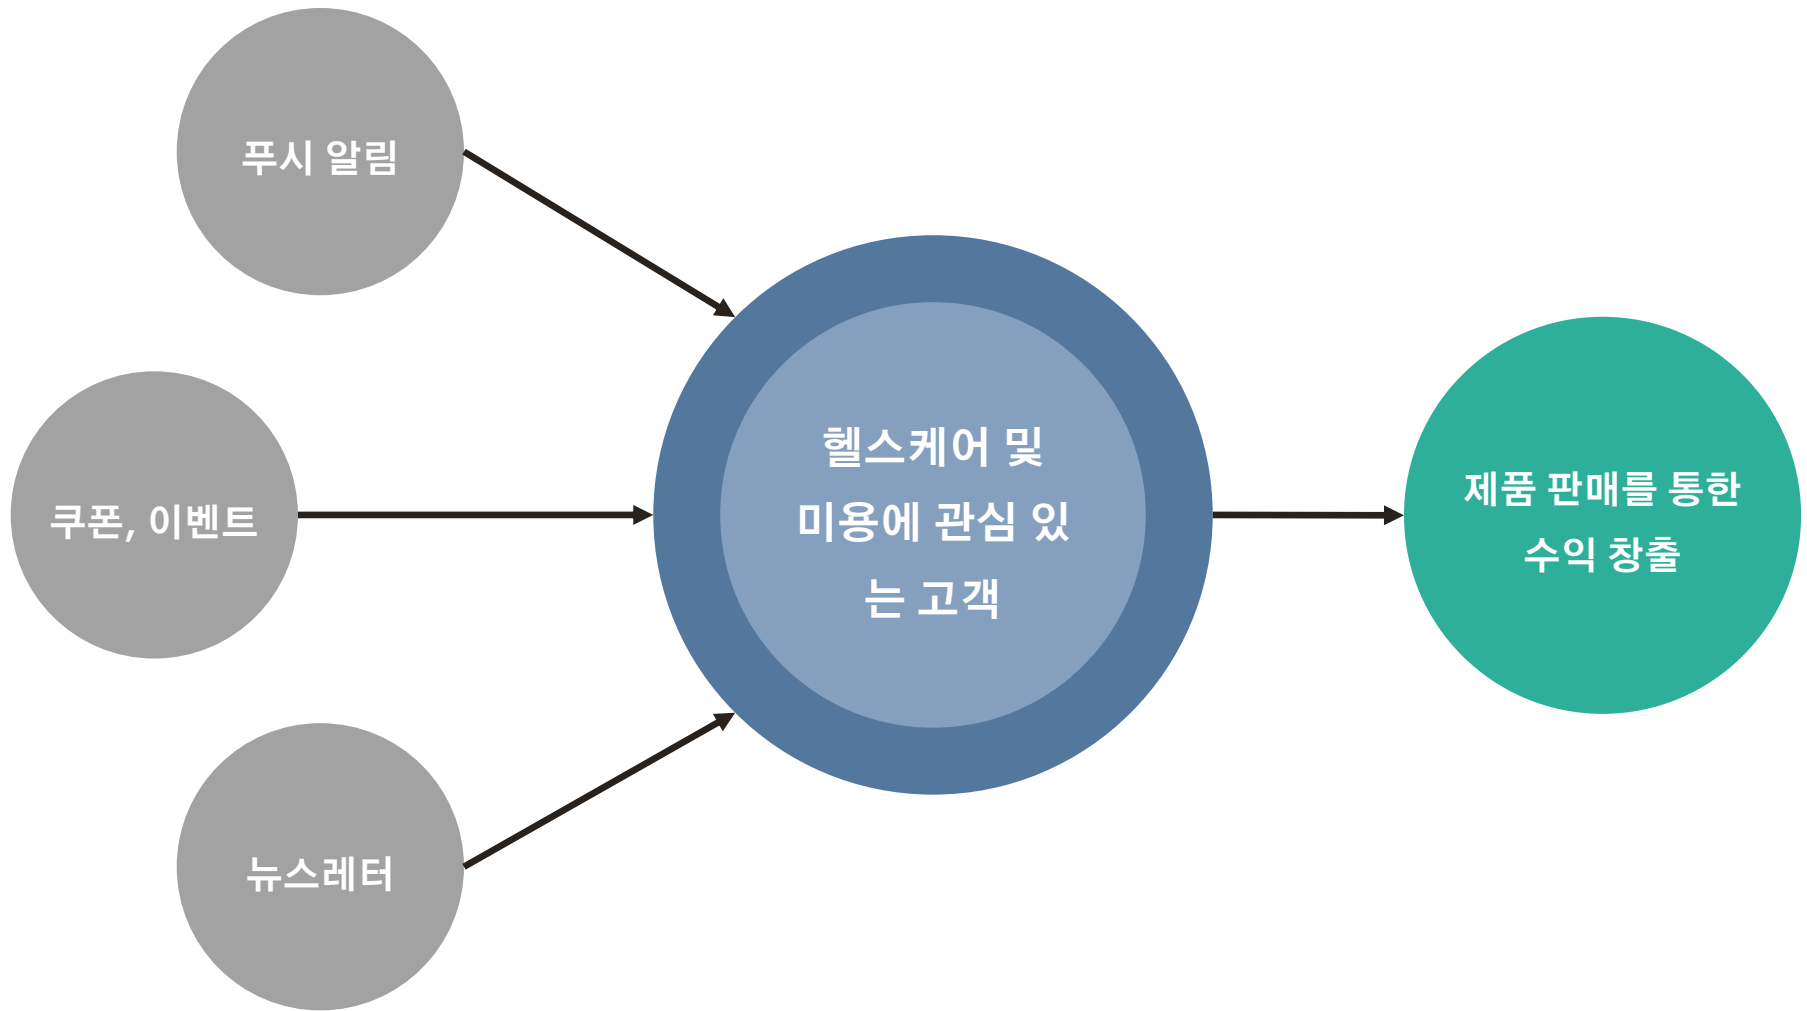 푸시 알림
쿠폰, 이벤트
뉴스레터
헬스케어 및
미용에 관심 있
는 고객
제품 판매를 통한
수익 창출